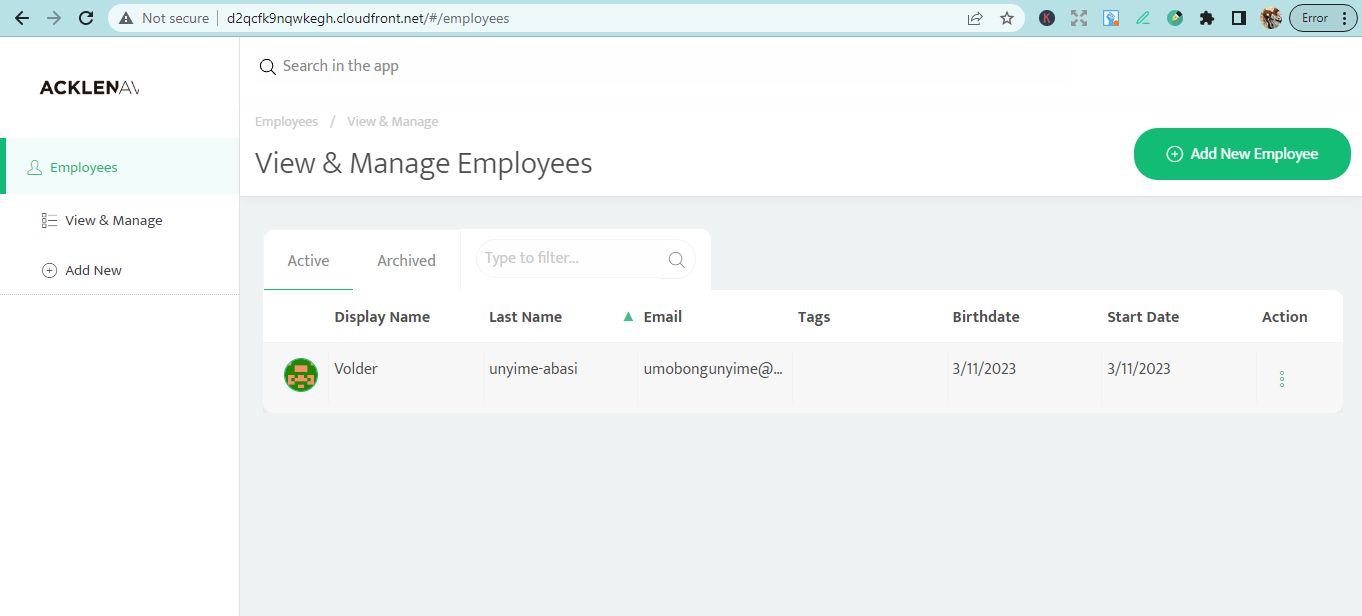 Not secure d2qcfk9nqwkegh.cloudfront.net/#/employees K Error
ACKLENAV
Search in the app
Employees / View & Manage
View & Manage Employees
Add New Employee
Employees
View & Manage
Add New
Active Archived Type to filter...
Display Name Last Name Email Tags Birthdate Start Date Action
Volder unyime-abasi umobongunyime@... 3/11/2023 3/11/2023